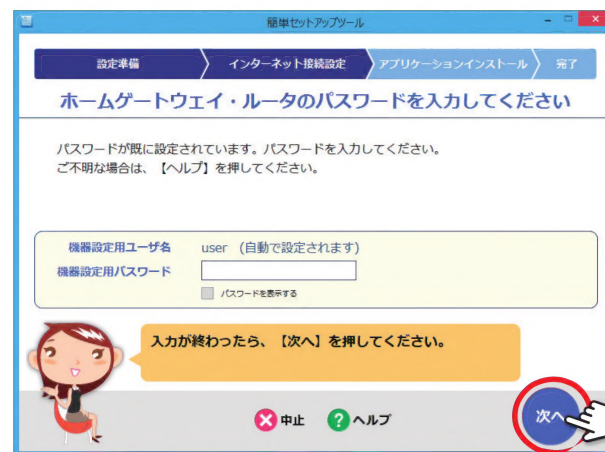 簡単セットアップツール
設定準備
インターネット接続設定
アプリケーションインストール
完了
ホームゲートウェイ・ルータのパスワードを入力してください
パスワードが既に設定されています。パスワードを入力してください。
ご不明な場合は、【ヘルプ】を押してください。
機器設定用ユーザ名 user (自動で設定されます)
機器設定用パスワード
パスワードを表示する
入力が終わったら、【次へ】を押してください。
中止
ヘルプ
次へ